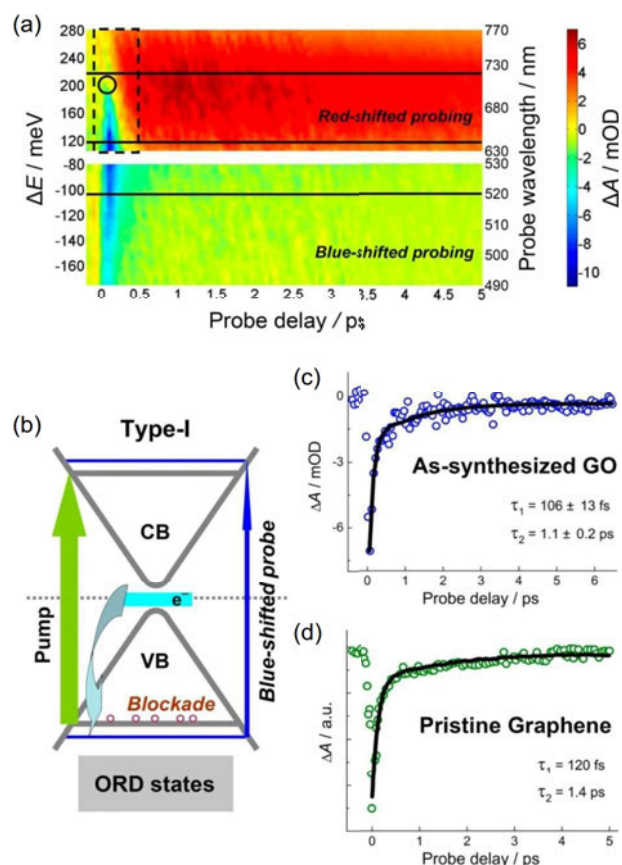 (a)
280
240
200
160
120
-80
-100
-120
-140
-160
ΔE / meV
Red-shifted probing
Blue-shifted probing
770
730
700
670
630
530
520
510
500
490
Probe wavelength / nm
6
4
2
0
-2
-4
-6
-8
-10
ΔA / mOD
0 0.5 1 1.5 2 2.5 3 3.5 4 4.5 5
Probe delay / ps
(b)
Type-I
CB
e⁻
VB
Blockade
Pump
Blue-shifted probe
ORD states
(c)
0
-3
-6
ΔA / mOD
As-synthesized GO
τ₁ = 106 ± 13 fs
τ₂ = 1.1 ± 0.2 ps
0 1 2 3 4 5 6
Probe delay / ps
(d)
ΔA / a.u.
Pristine Graphene
τ₁ = 120 fs
τ₂ = 1.4 ps
0 1 2 3 4 5
Probe delay / ps